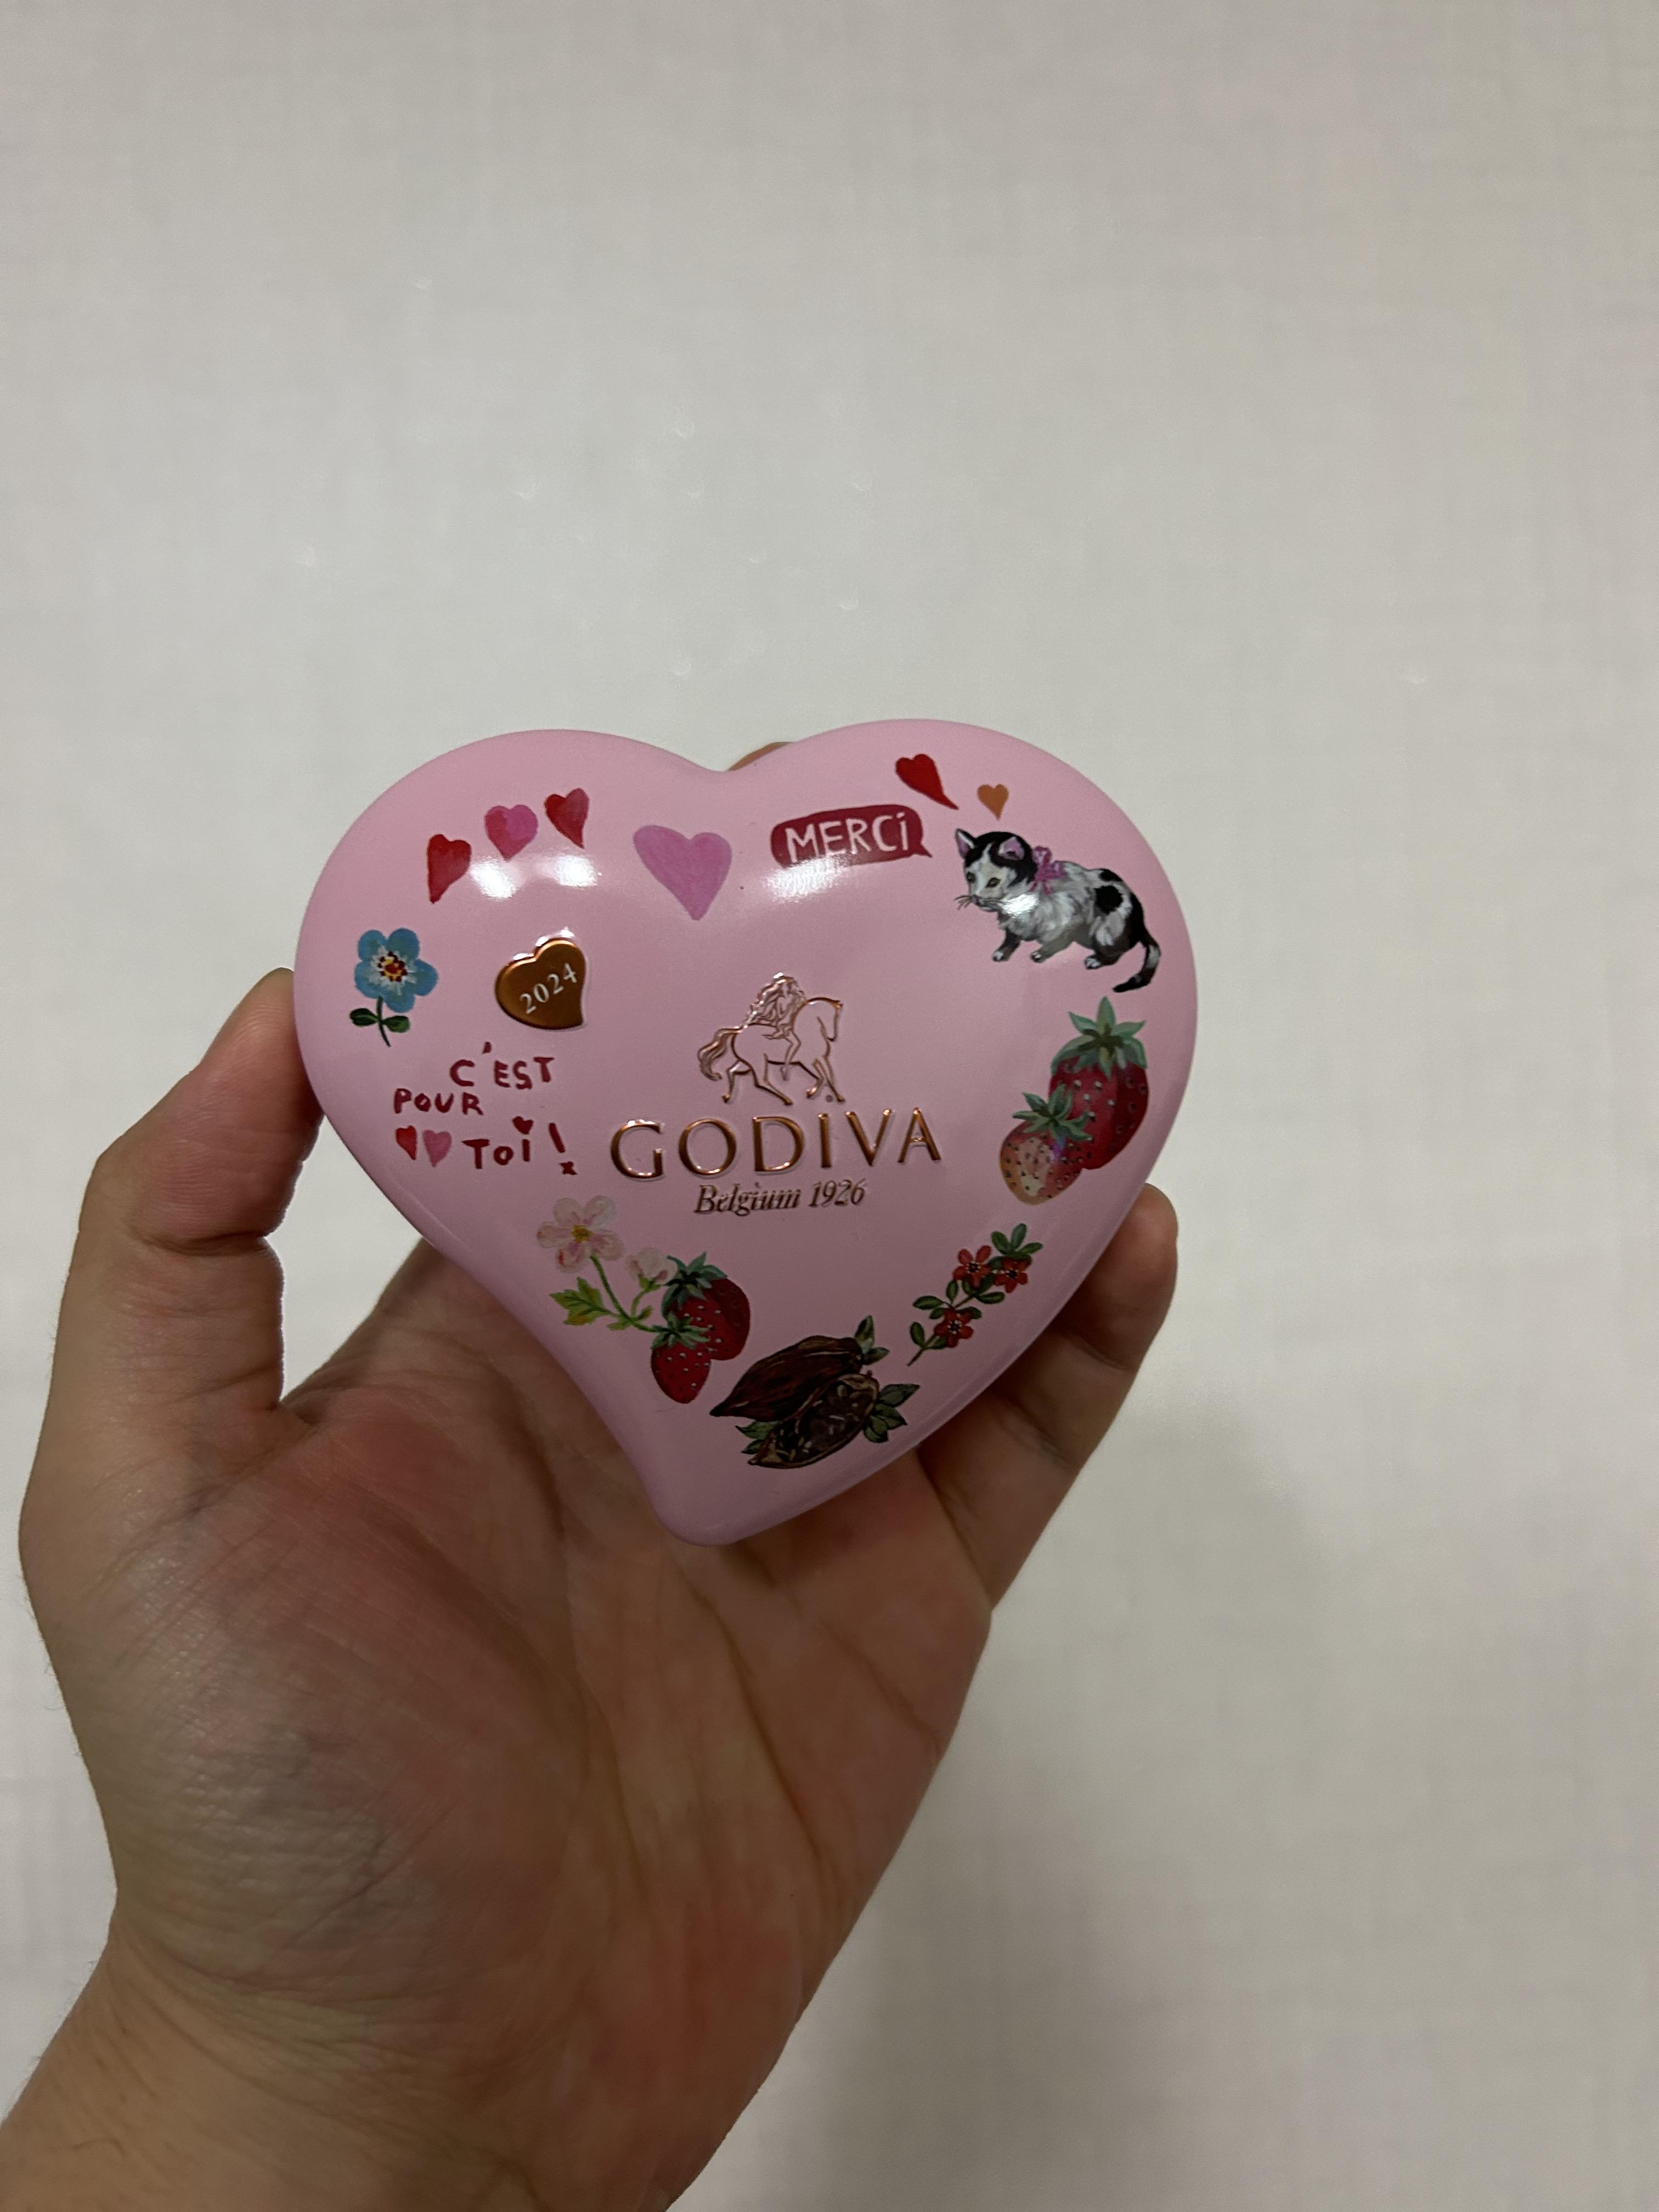 MERCi
2024
C'EST
POUR
Toi!
GODIVA
Belgium 1926